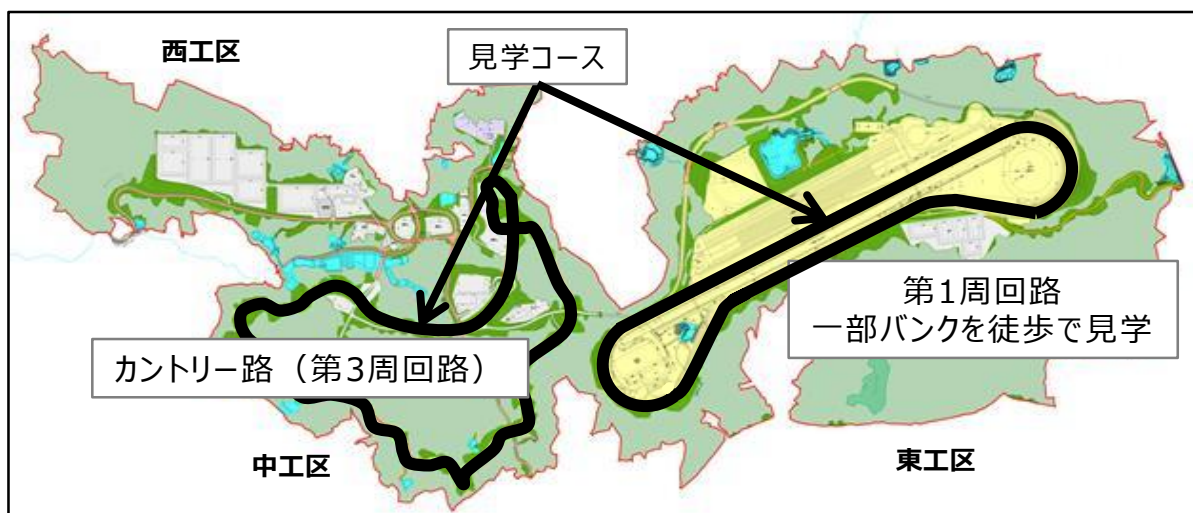 西工区
見学コース
第1周回路
一部バンクを徒歩で見学
カントリー路（第3周回路）
中工区
東工区